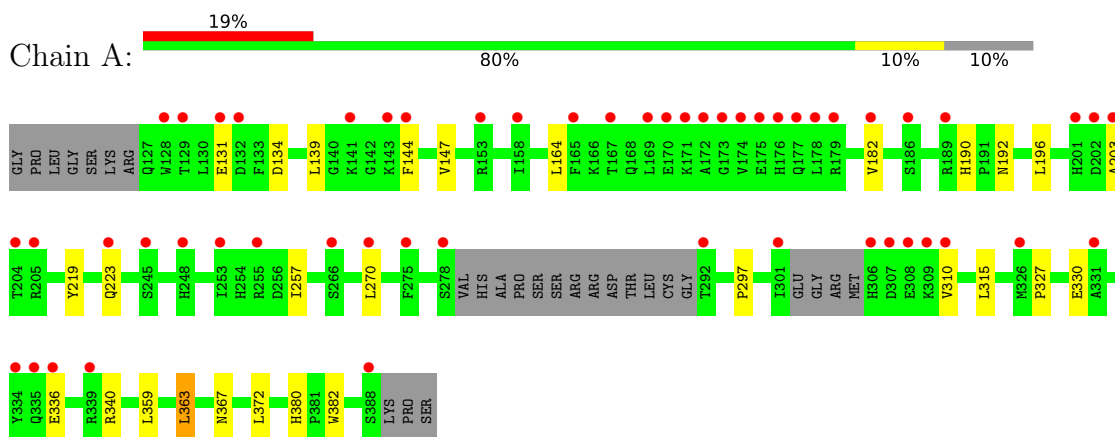 19%
Chain A:
80% 10% 10%
GLY PRO LEU GLY SER LYS ARG Q127 W128 T129 L130 E131 D132 F133 D134 L139 G140 K141 G142 K143 F144 V147 R153 I158 L164 F165 K166 T167 Q168 L169 E170 K171 A172 G173 V174 E175 H176 Q177 L178 R179 V182 S186 R189 H190 P191 N192 L196 H201 D202 A203
T204 R205 Y219 Q223 S245 H248 I253 H254 R255 D256 I257 S266 L270 F275 S278 VAL HIS ALA PRO SER SER ARG ARG ASP THR LEU CYS GLY T292 P297 I301 GLU GLY ARG MET H306 D307 E308 K309 V310 L315 M326 P327 E330 A331
Y334 Q335 E336 R339 R340 L359 L363 N367 L372 H380 P381 W382 S388 LYS PRO SER